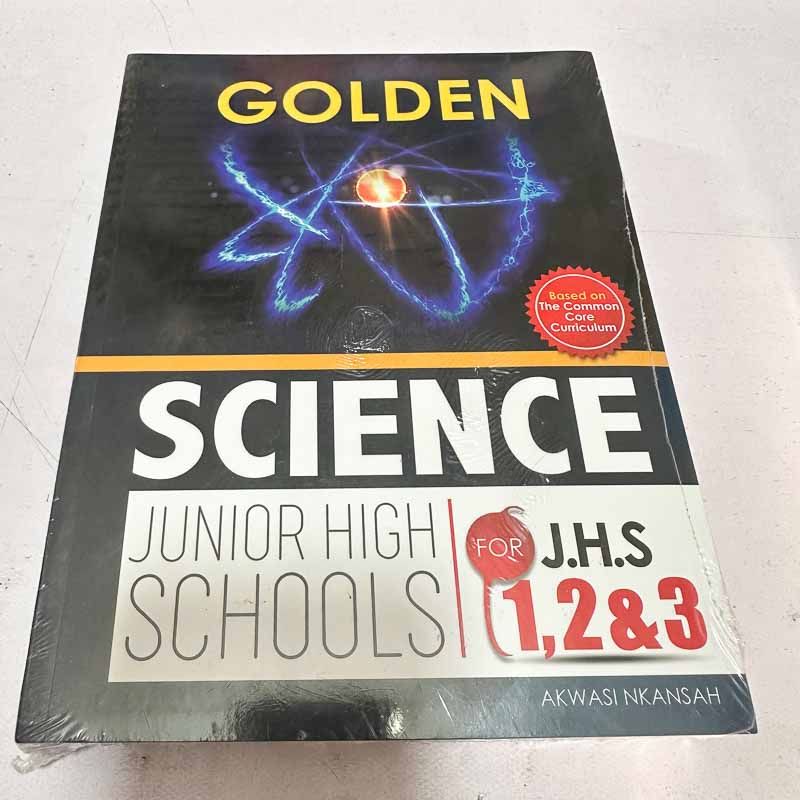 GOLDEN
Based on
The Common
Core
Curriculum
SCIENCE
JUNIOR HIGH
SCHOOLS
FOR J.H.S
1,2&3
AKWASI NKANSAH